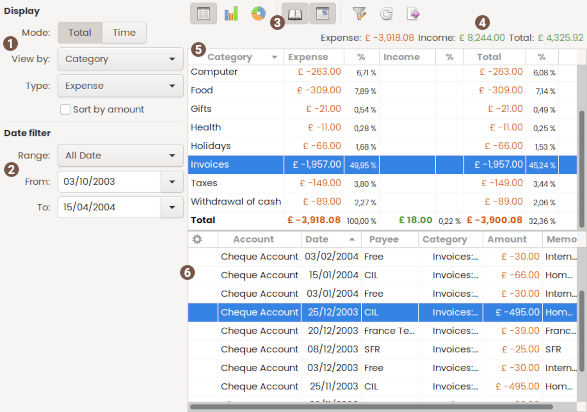 Display
Mode: Total Time
1
View by: Category
Type: Expense
Sort by amount
Date filter
Range: All Date
2
From: 03/10/2003
To: 15/04/2004
3
4
Expense: £ -3,918.08 Income: £ 8,244.00 Total: £ 4,325.92
5 Category Expense % Income % Total %
Computer £ -263.00 6,71 % £ -263.00 6,08 %
Food £ -309.00 7,89 % £ -309.00 7,14 %
Gifts £ -21.00 0,54 % £ -21.00 0,49 %
Health £ -11.00 0,28 % £ -11.00 0,25 %
Holidays £ -66.00 1,68 % £ -66.00 1,53 %
Invoices £ -1,957.00 49,95 % £ -1,957.00 45,24 %
Taxes £ -149.00 3,80 % £ -149.00 3,44 %
Withdrawal of cash £ -89.00 2,27 % £ -89.00 2,06 %
Total £ -3,918.08 100,00 % £ 18.00 0,22 % £ -3,900.08 32,36 %
Account Date Payee Category Amount Memo
6
Cheque Account 03/02/2004 Free Invoices:... £ -30.00 Intern...
Cheque Account 15/01/2004 CIL Invoices:... £ -66.00 Hom...
Cheque Account 03/01/2004 Free Invoices:... £ -30.00 Intern...
Cheque Account 25/12/2003 CIL Invoices:... £ -495.00 Hom...
Cheque Account 20/12/2003 France Te... Invoices:... £ -39.00 Franc...
Cheque Account 08/12/2003 SFR Invoices:... £ -25.00 SFR
Cheque Account 03/12/2003 Free Invoices:... £ -30.00 Intern...
Cheque Account 25/11/2003 CIL Invoices:... £ -495.00 Hom...